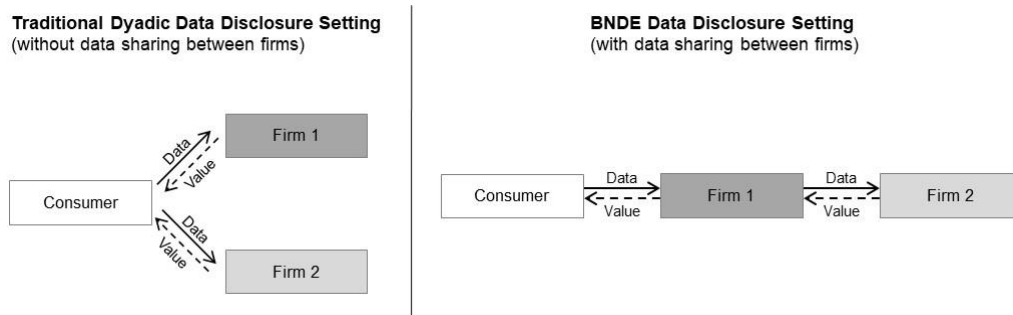 Traditional Dyadic Data Disclosure Setting
(without data sharing between firms)
Firm 1
Data
Value
Consumer
Data
Value
Firm 2
BNDE Data Disclosure Setting
(with data sharing between firms)
Consumer
Data
Value
Firm 1
Data
Value
Firm 2